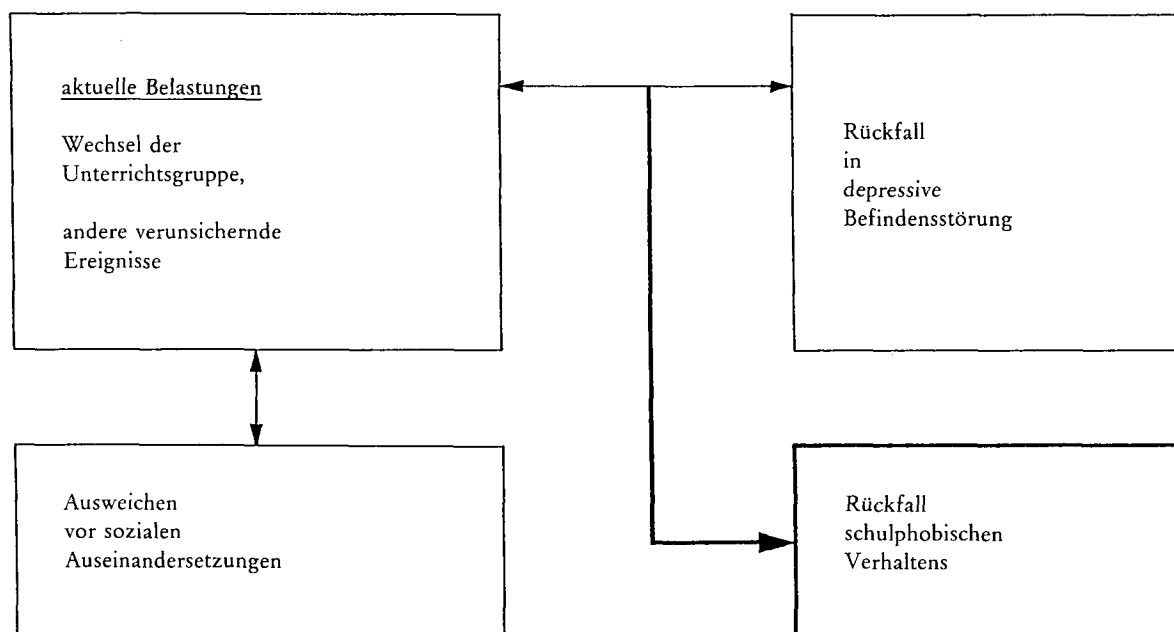 aktuelle Belastungen
Wechsel der
Unterrichtsgruppe,
andere verunsichernde
Ereignisse
Rückfall
in
depressive
Befindensstörung
Ausweichen
vor sozialen
Auseinandersetzungen
Rückfall
schulphobischen
Verhaltens